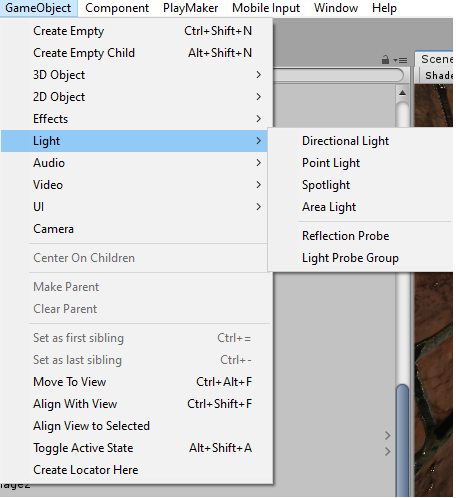 GameObject Component PlayMaker Mobile Input Window Help
Create Empty Ctrl+Shift+N
Create Empty Child Alt+Shift+N
3D Object
2D Object
Effects
Light
Audio
Video
UI
Camera
Center On Children
Make Parent
Clear Parent
Set as first sibling Ctrl+=
Set as last sibling Ctrl+-
Move To View Ctrl+Alt+F
Align With View Ctrl+Shift+F
Align View to Selected
Toggle Active State Alt+Shift+A
Create Locator Here
Directional Light
Point Light
Spotlight
Area Light
Reflection Probe
Light Probe Group
Scene
Shade